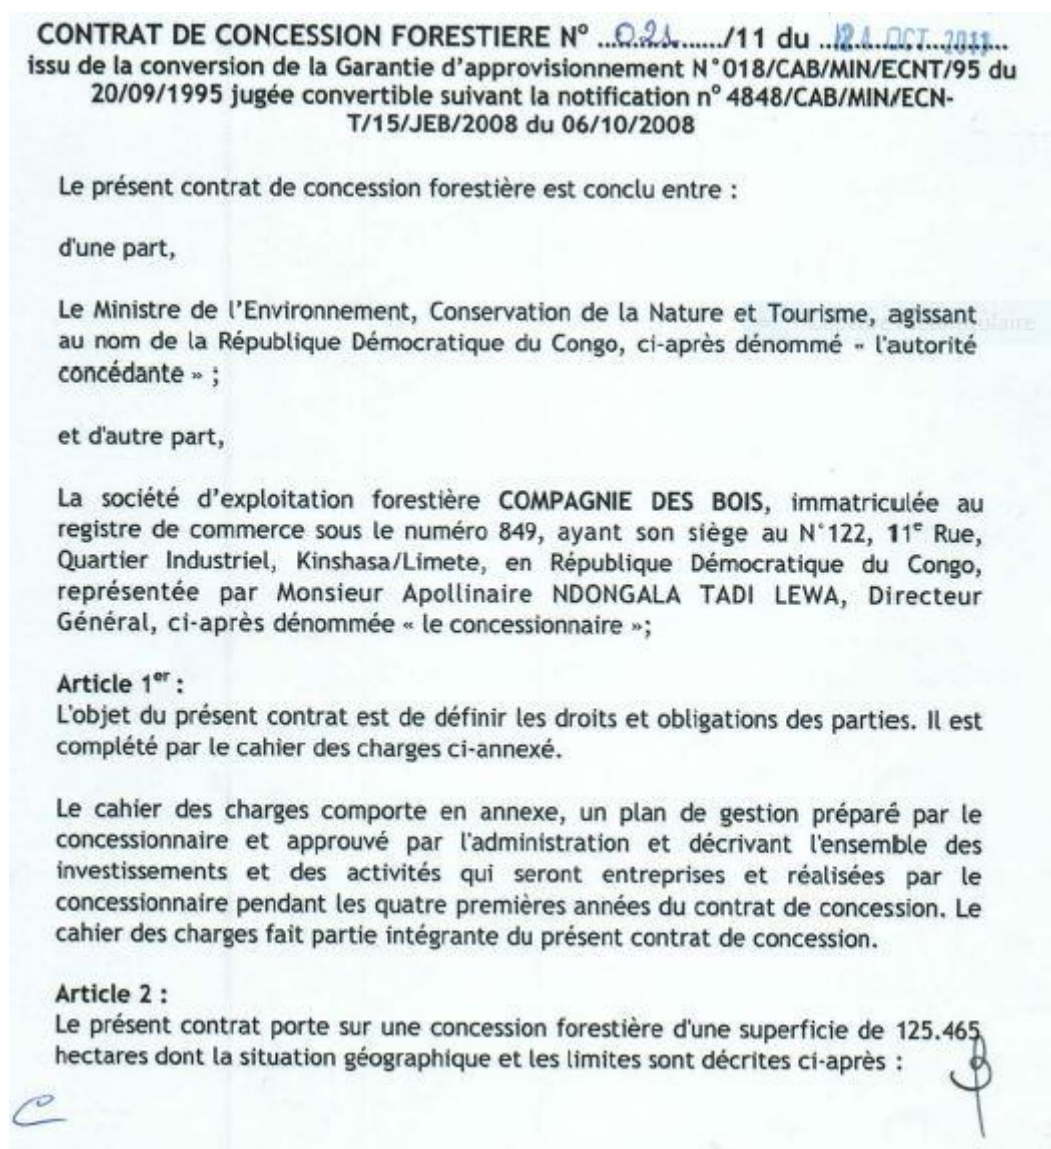 CONTRAT DE CONCESSION FORESTIERE N° ...021....../11 du ..24 OCT 2011...
issu de la conversion de la Garantie d'approvisionnement N°018/CAB/MIN/ECNT/95 du
20/09/1995 jugée convertible suivant la notification n° 4848/CAB/MIN/ECN-
T/15/JEB/2008 du 06/10/2008
Le présent contrat de concession forestière est conclu entre :
d'une part,
Le Ministre de l'Environnement, Conservation de la Nature et Tourisme, agissant
au nom de la République Démocratique du Congo, ci-après dénommé « l'autorité
concédante » ;
et d'autre part,
La société d'exploitation forestière COMPAGNIE DES BOIS, immatriculée au
registre de commerce sous le numéro 849, ayant son siège au N°122, 11e Rue,
Quartier Industriel, Kinshasa/Limete, en République Démocratique du Congo,
représentée par Monsieur Apollinaire NDONGALA TADI LEWA, Directeur
Général, ci-après dénommée « le concessionnaire »;
Article 1er :
L'objet du présent contrat est de définir les droits et obligations des parties. Il est
complété par le cahier des charges ci-annexé.
Le cahier des charges comporte en annexe, un plan de gestion préparé par le
concessionnaire et approuvé par l'administration et décrivant l'ensemble des
investissements et des activités qui seront entreprises et réalisées par le
concessionnaire pendant les quatre premières années du contrat de concession. Le
cahier des charges fait partie intégrante du présent contrat de concession.
Article 2 :
Le présent contrat porte sur une concession forestière d'une superficie de 125.465
hectares dont la situation géographique et les limites sont décrites ci-après :